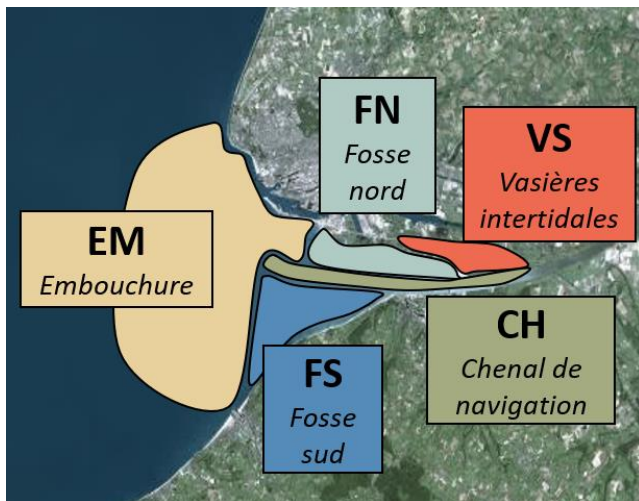 FN
Fosse
nord
VS
Vasières
intertidales
EM
Embouchure
CH
Chenal de
navigation
FS
Fosse
sud